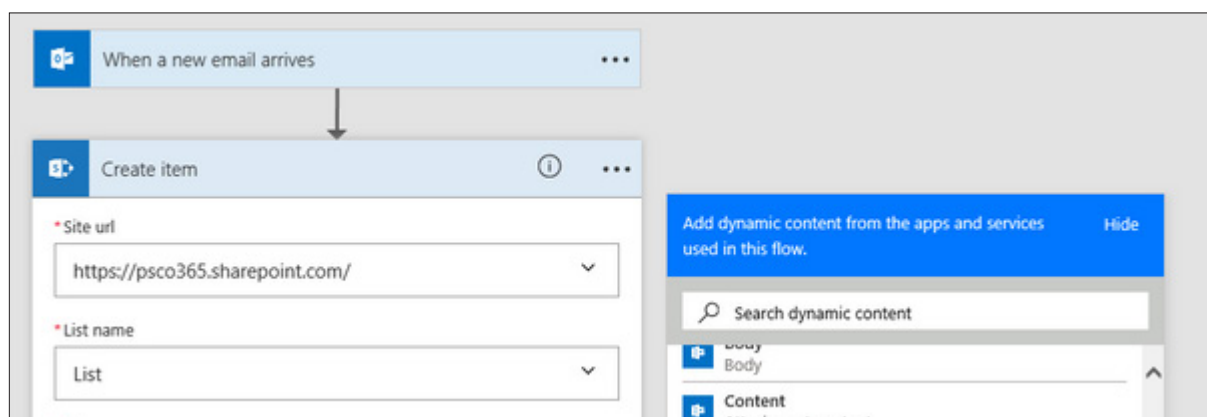 When a new email arrives
Create item
*Site url
https://psco365.sharepoint.com/
*List name
List
Add dynamic content from the apps and services Hide
used in this flow.
Search dynamic content
Body
Body
Content